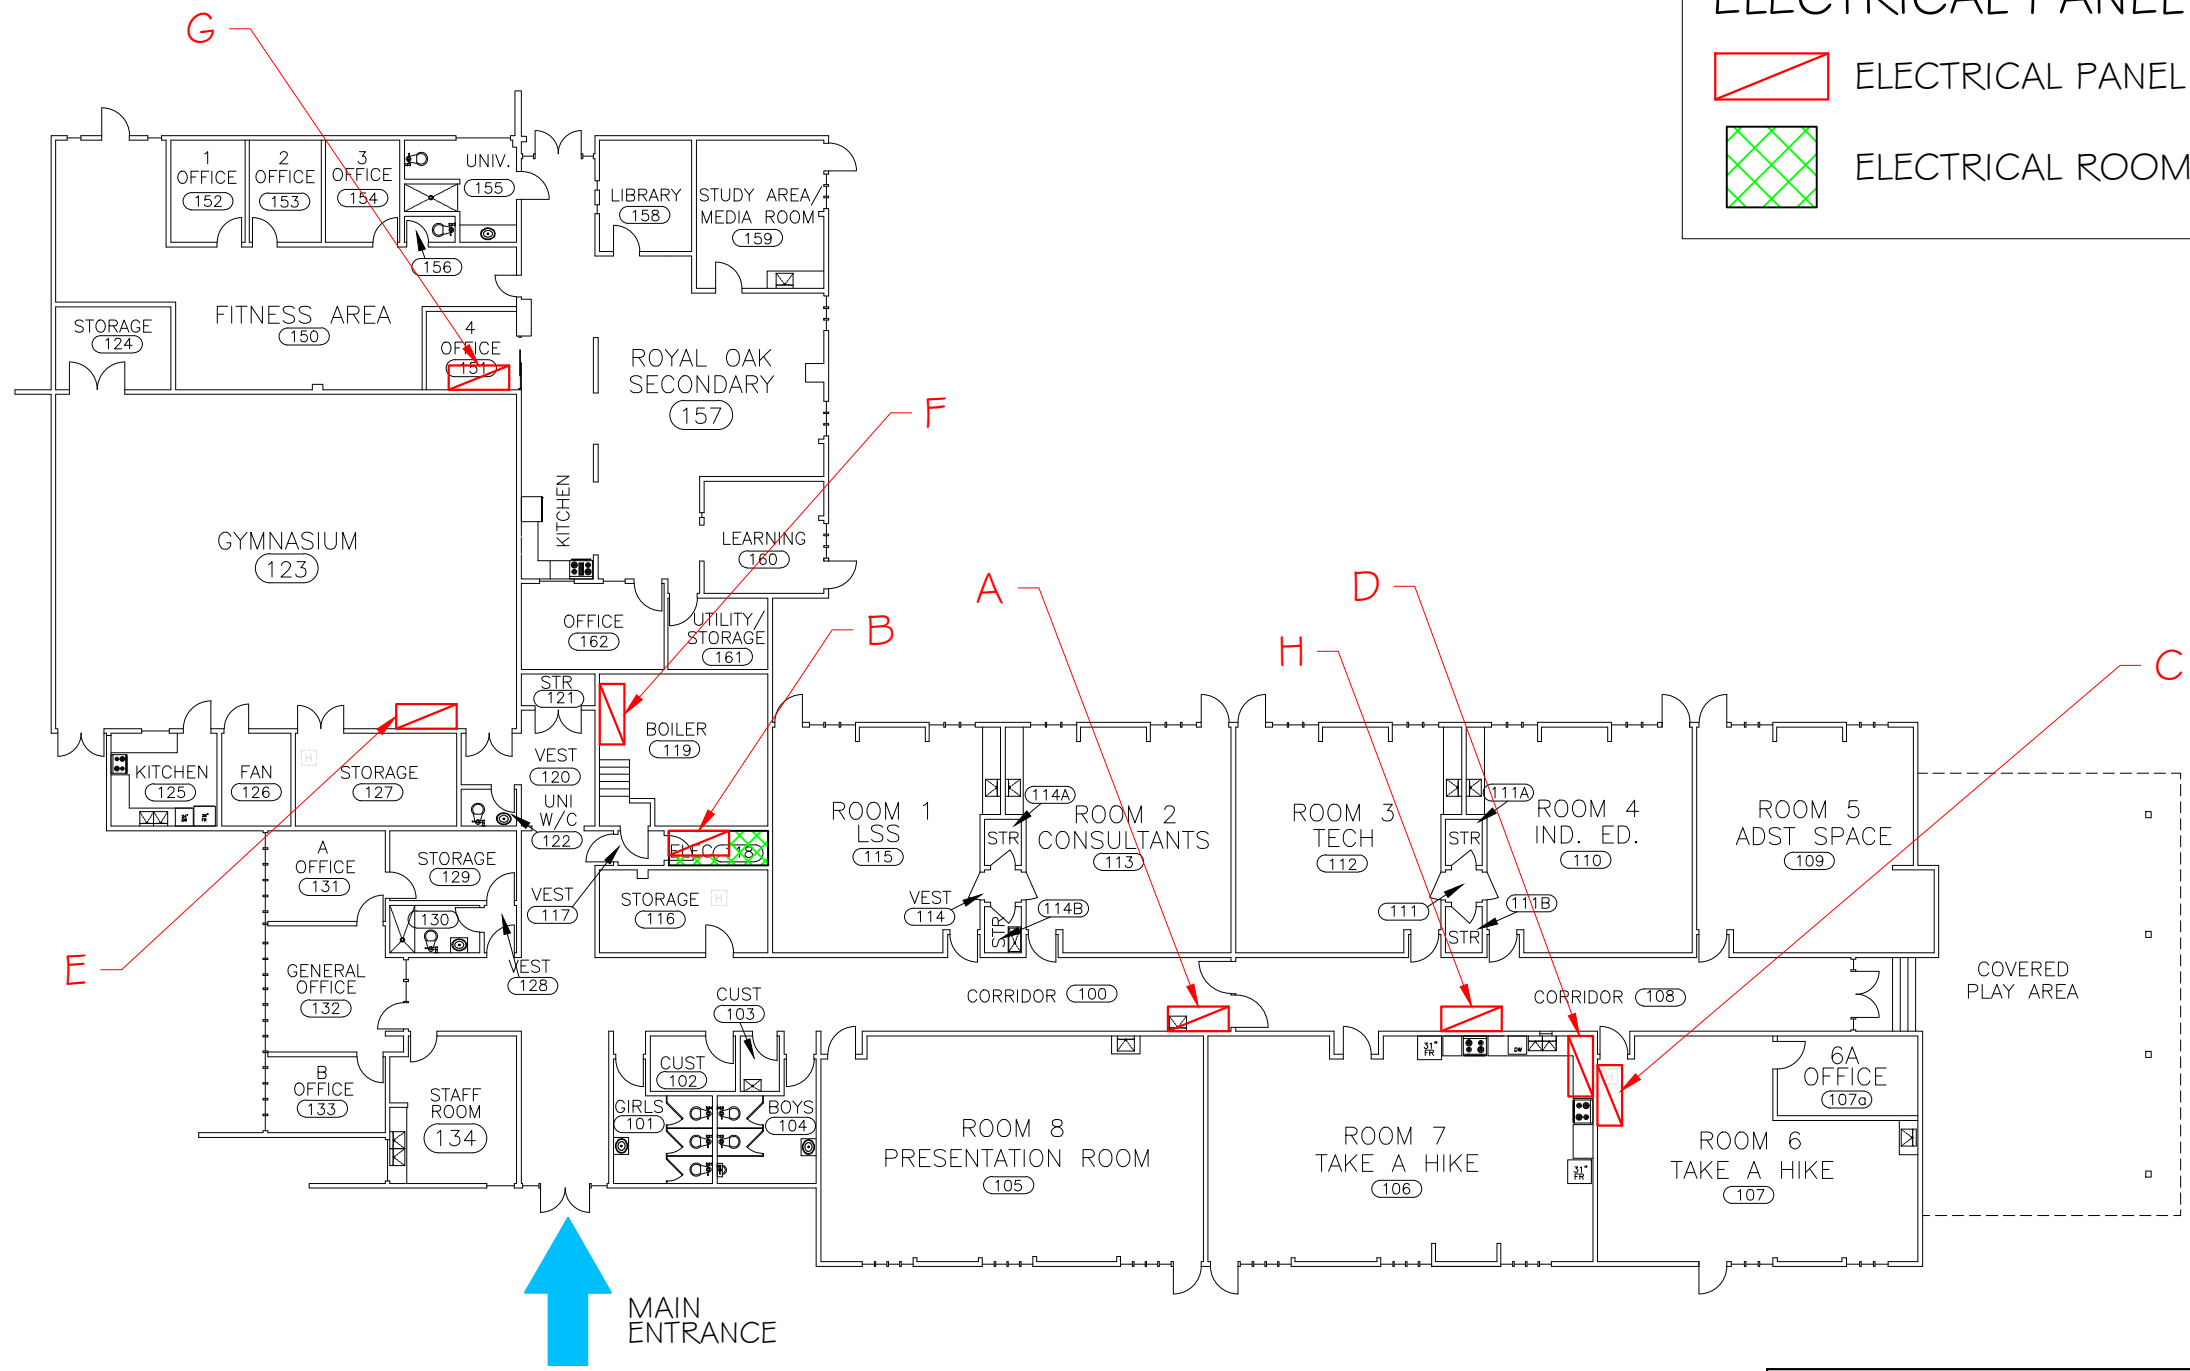 ELECTRICAL PANEL
ELECTRICAL PANEL
ELECTRICAL ROOM
G
1
OFFICE
152
2
OFFICE
153
3
OFFICE
154
UNIV.
155
156
LIBRARY
158
STUDY AREA/
MEDIA ROOM
159
STORAGE
124
FITNESS AREA
150
4
OFFICE
151
ROYAL OAK
SECONDARY
157
F
GYMNASIUM
123
KITCHEN
LEARNING
160
OFFICE
162
UTILITY/
STORAGE
161
B
A
D
H
C
STR
121
BOILER
119
VEST
120
KITCHEN
125
FAN
126
H
STORAGE
127
UNI
W/C
122
ELEC 118
A
OFFICE
131
STORAGE
129
130
VEST
117
STORAGE
116
H
VEST
128
E
GENERAL
OFFICE
132
B
OFFICE
133
STAFF
ROOM
134
ROOM 1
LSS
115
114A
STR
VEST
114
114B
STR
ROOM 2
CONSULTANTS
113
ROOM 3
TECH
112
111A
STR
111
111B
STR
ROOM 4
IND. ED.
110
ROOM 5
ADST SPACE
109
COVERED
PLAY AREA
CORRIDOR 100
CORRIDOR 108
CUST
103
CUST
102
GIRLS
101
BOYS
104
ROOM 8
PRESENTATION ROOM
105
31"
FR
DW
ROOM 7
TAKE A HIKE
106
31"
FR
H
6A
OFFICE
107a
ROOM 6
TAKE A HIKE
107
MAIN
ENTRANCE